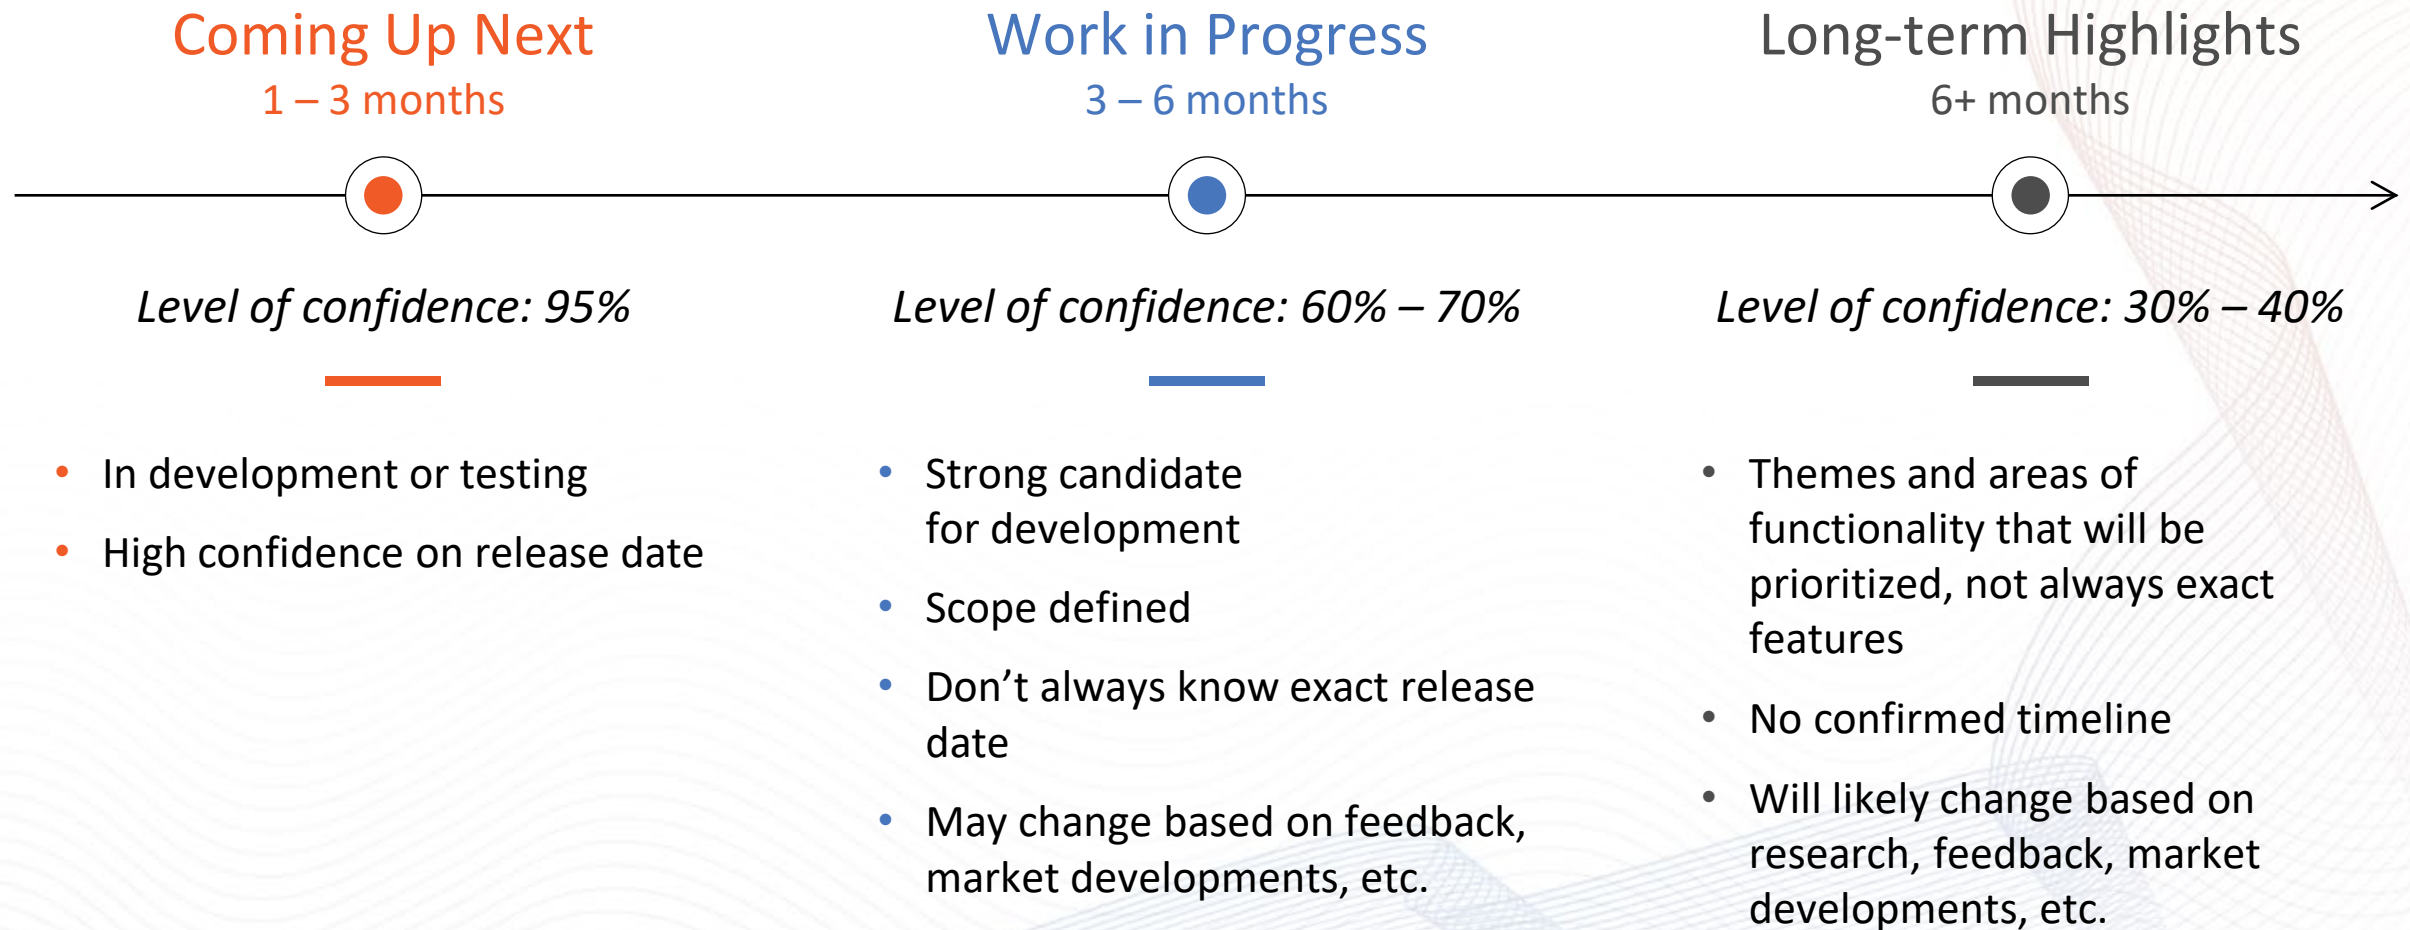 Coming Up Next
1 – 3 months
Level of confidence: 95%
• In development or testing
• High confidence on release date
Work in Progress
3 – 6 months
Level of confidence: 60% – 70%
• Strong candidate
for development
• Scope defined
• Don’t always know exact release
date
• May change based on feedback,
market developments, etc.
Long-term Highlights
6+ months
Level of confidence: 30% – 40%
• Themes and areas of
functionality that will be
prioritized, not always exact
features
• No confirmed timeline
• Will likely change based on
research, feedback, market
developments, etc.